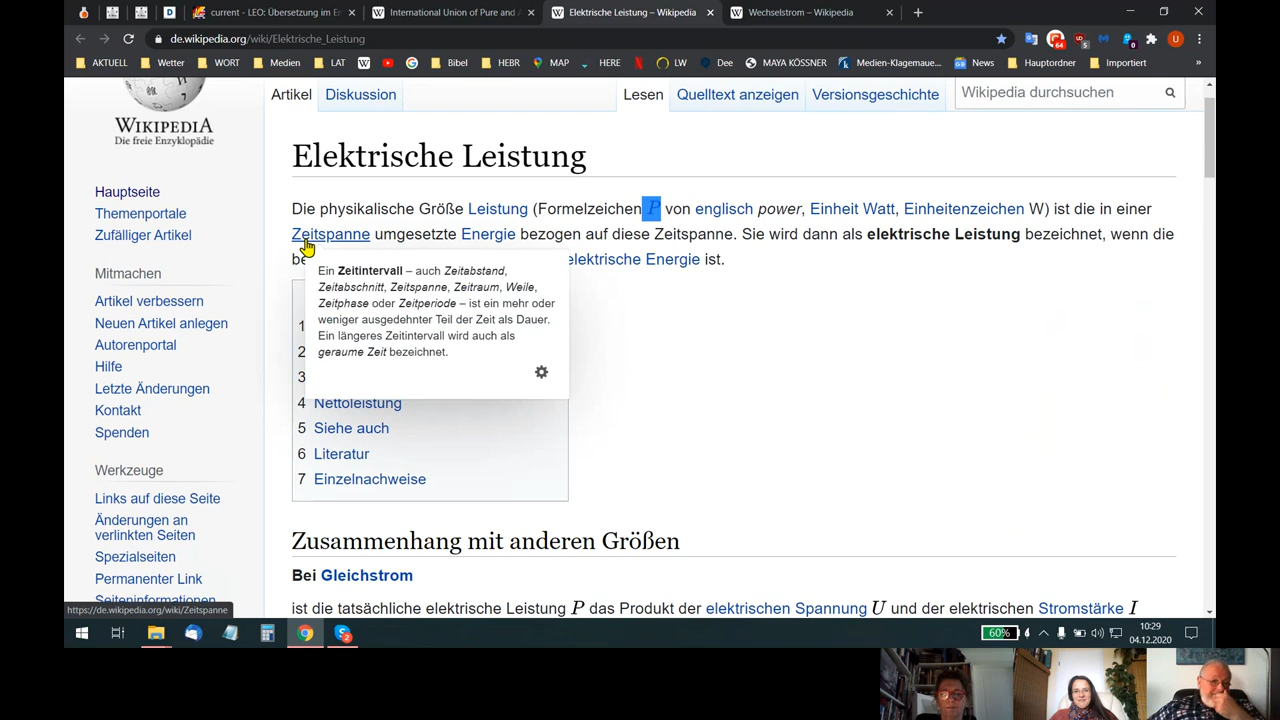 current - LEO: Übersetzung im E
International Union of Pure and A
Elektrische Leistung – Wikipedia
Wechselstrom – Wikipedia
de.wikipedia.org/wiki/Elektrische_Leistung
AKTUELL Wetter WORT Medien LAT Bibel HEBR MAP HERE LW Dee MAYA KÖSSNER Medien-Klagemaue... News Hauptordner Importiert »
WIKIPEDIA
Die freie Enzyklopädie
Hauptseite
Themenportale
Zufälliger Artikel
Mitmachen
Artikel verbessern
Neuen Artikel anlegen
Autorenportal
Hilfe
Letzte Änderungen
Kontakt
Spenden
Werkzeuge
Links auf diese Seite
Änderungen an
verlinkten Seiten
Spezialseiten
Permanenter Link
Seiteninformationen
Artikel Diskussion Lesen Quelltext anzeigen Versionsgeschichte Wikipedia durchsuchen
Elektrische Leistung
Die physikalische Größe Leistung (Formelzeichen P von englisch power, Einheit Watt, Einheitenzeichen W) ist die in einer
Zeitspanne umgesetzte Energie bezogen auf diese Zeitspanne. Sie wird dann als elektrische Leistung bezeichnet, wenn die
be elektrische Energie ist.
Ein Zeitintervall – auch Zeitabstand,
Zeitabschnitt, Zeitspanne, Zeitraum, Weile,
Zeitphase oder Zeitperiode – ist ein mehr oder
weniger ausgedehnter Teil der Zeit als Dauer.
Ein längeres Zeitintervall wird auch als
geraume Zeit bezeichnet.
1
2
3
4 Nettoleistung
5 Siehe auch
6 Literatur
7 Einzelnachweise
Zusammenhang mit anderen Größen
Bei Gleichstrom
ist die tatsächliche elektrische Leistung P das Produkt der elektrischen Spannung U und der elektrischen Stromstärke I
https://de.wikipedia.org/wiki/Zeitspanne
60%
10:29
04.12.2020